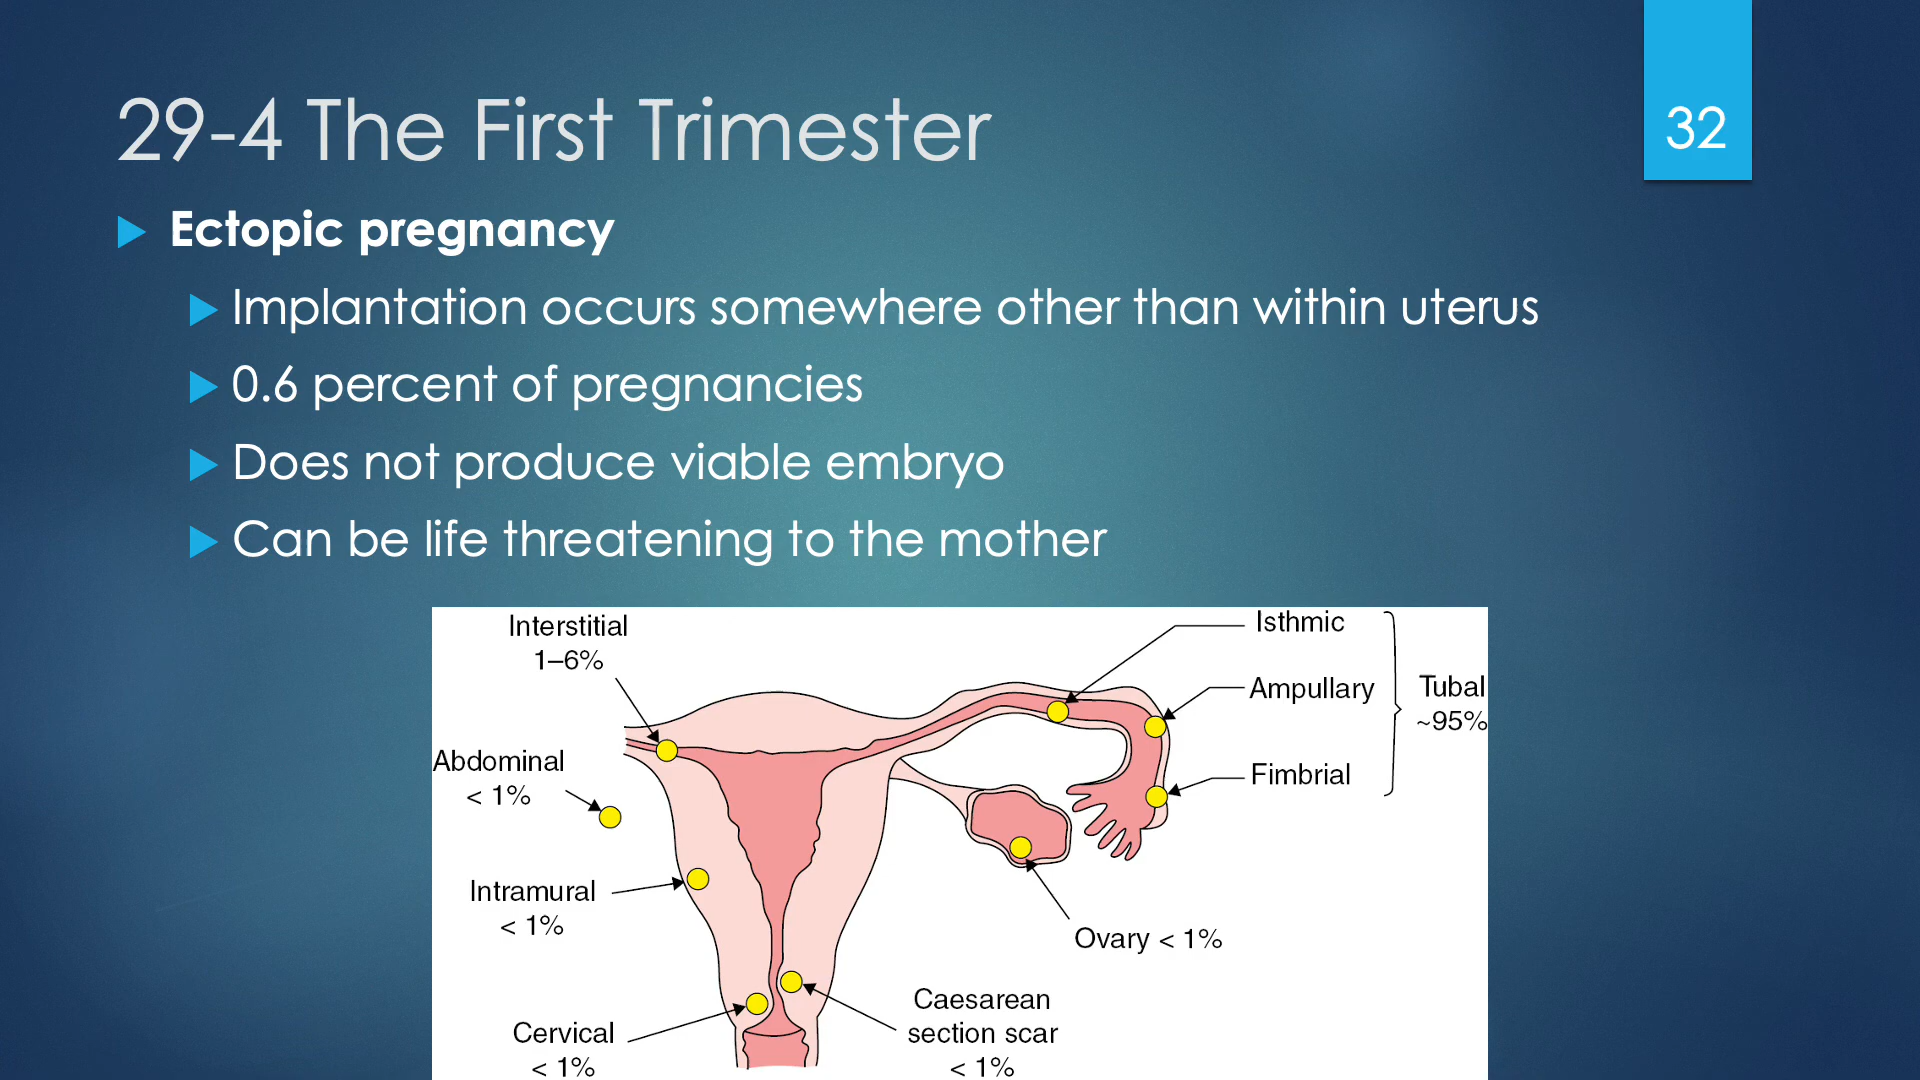 29-4 The First Trimester
32
Ectopic pregnancy
Implantation occurs somewhere other than within uterus
0.6 percent of pregnancies
Does not produce viable embryo
Can be life threatening to the mother
Interstitial
1–6%
Isthmic
Ampullary
Tubal
~95%
Fimbrial
Abdominal
< 1%
Intramural
< 1%
Ovary < 1%
Caesarean
section scar
< 1%
Cervical
< 1%